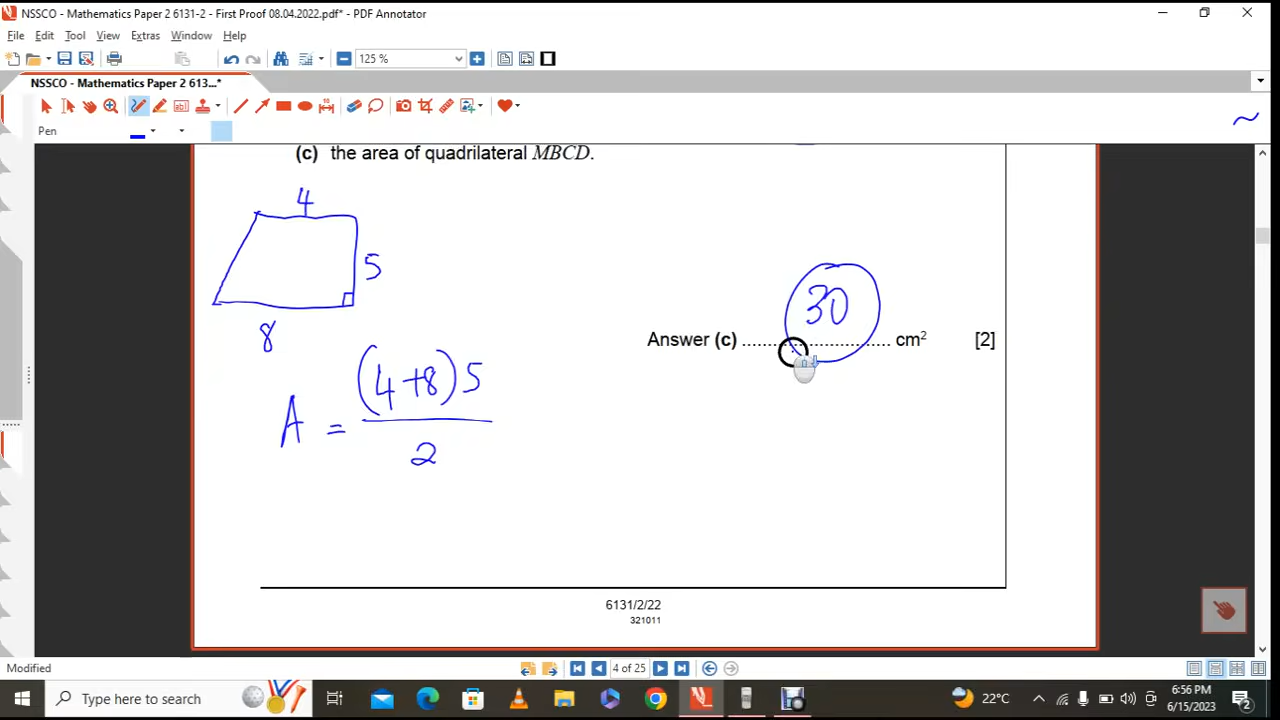 NSSCO - Mathematics Paper 2 6131-2 - First Proof 08.04.2022.pdf* - PDF Annotator
File Edit Tool View Extras Window Help
125 %
NSSCO - Mathematics Paper 2 613...*
Pen
(c) the area of quadrilateral MBCD.
4
5
8
30
Answer (c) .................................. cm² [2]
A = (4+8)5
2
6131/2/22
321011
Modified
4 of 25
Type here to search
22°C
6:56 PM
6/15/2023
2